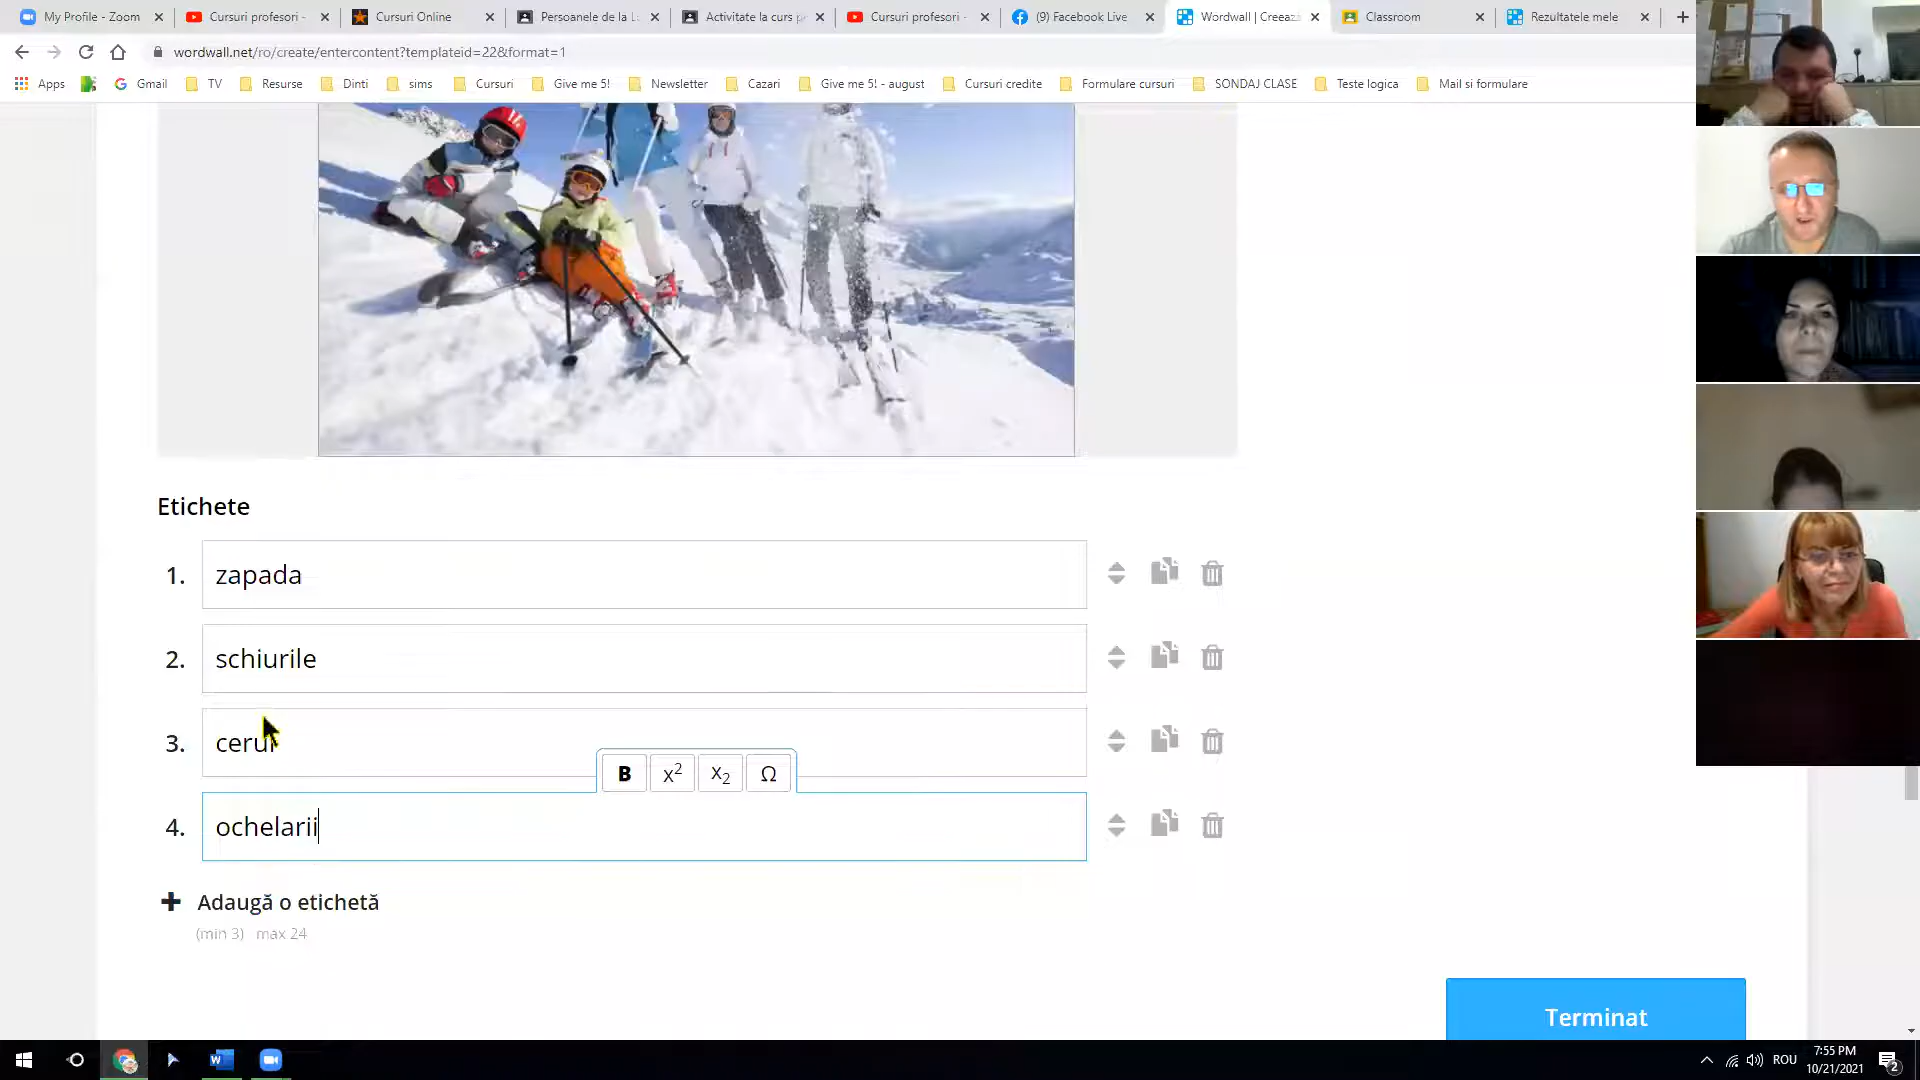 My Profile - Zoom
Cursuri profesori -
Cursuri Online
Persoanele de la L
Activitate la curs p
Cursuri profesori -
(9) Facebook Live
Wordwall | Creează
Classroom
Rezultatele mele
wordwall.net/ro/create/entercontent?templateid=22&format=1
Apps
Gmail
TV
Resurse
Dinti
sims
Cursuri
Give me 5!
Newsletter
Cazari
Give me 5! - august
Cursuri credite
Formulare cursuri
SONDAJ CLASE
Teste logica
Mail si formulare
Etichete
1. zapada
2. schiurile
3. cerul
B x² x₂ Ω
4. ochelarii
Adaugă o etichetă
(min 3) max 24
Terminat
ROU
7:55 PM
10/21/2021
2